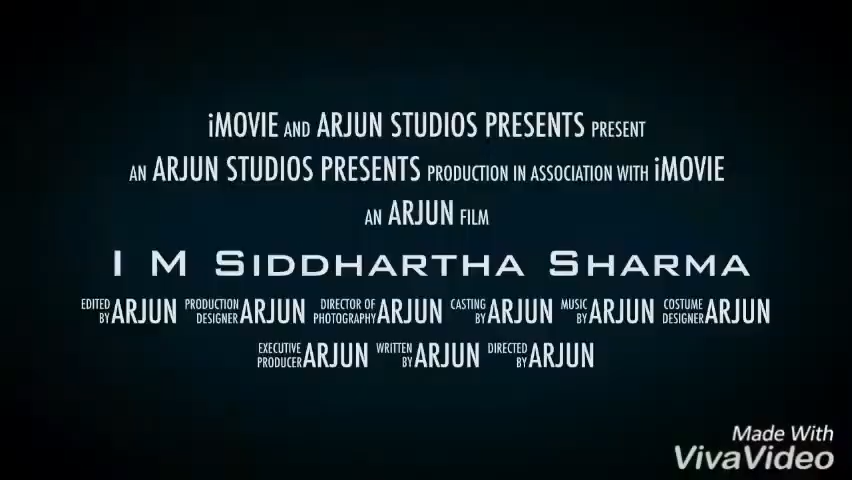 iMOVIE AND ARJUN STUDIOS PRESENTS PRESENT
AN ARJUN STUDIOS PRESENTS PRODUCTION IN ASSOCIATION WITH iMOVIE
AN ARJUN FILM
I M SIDDHARTHA SHARMA
EDITED BY ARJUN PRODUCTION DESIGNER ARJUN DIRECTOR OF PHOTOGRAPHY ARJUN CASTING BY ARJUN MUSIC BY ARJUN COSTUME DESIGNER ARJUN
EXECUTIVE PRODUCER ARJUN WRITTEN BY ARJUN DIRECTED BY ARJUN
Made With
VivaVideo